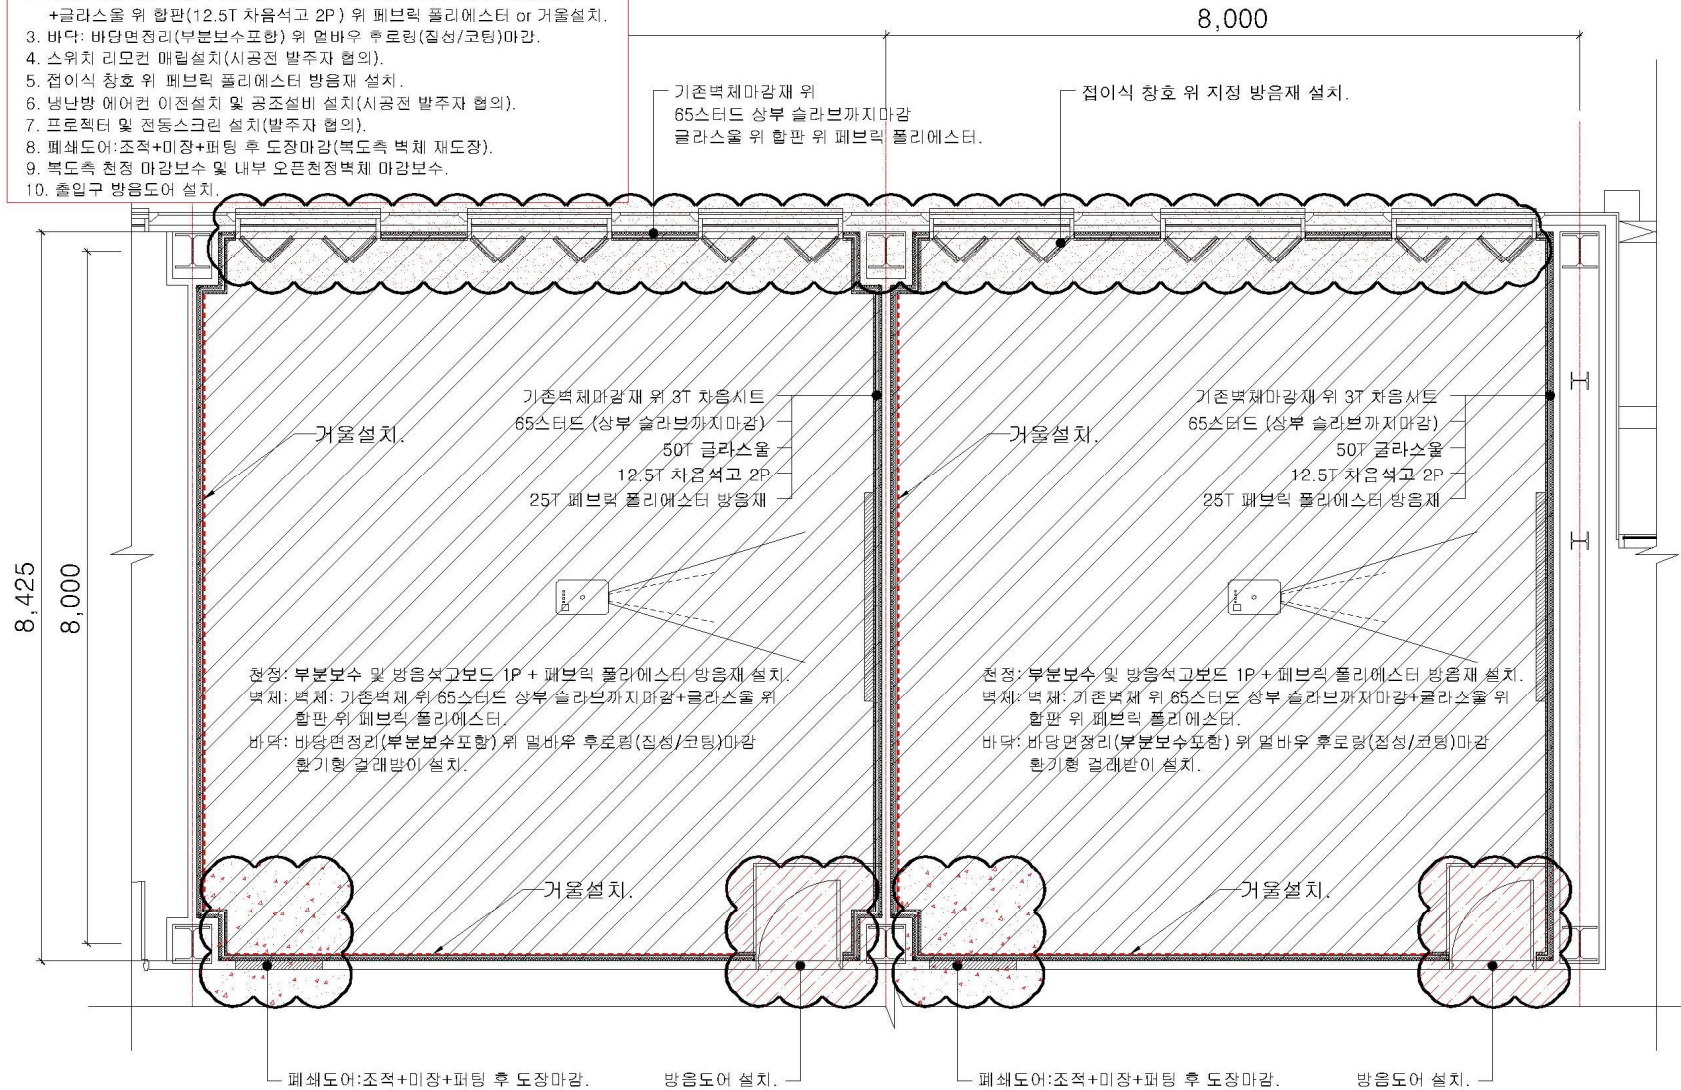 +글라스울 위 합판(12.5T 차음석고 2P) 위 페브릭 폴리에스터 or 거울설치.
3. 바닥: 바닥면정리(부분보수포함) 위 멀바우 후로링(집성/코팅)마감.
4. 스위치 리모컨 매립설치(시공전 발주자 협의).
5. 접이식 창호 위 페브릭 폴리에스터 방음재 설치.
6. 냉난방 에어컨 이전설치 및 공조설비 설치(시공전 발주자 협의).
7. 프로젝터 및 전동스크린 설치(발주자 협의).
8. 폐쇄도어:조적+미장+퍼팅 후 도장마감(복도측 벽체 재도장).
9. 복도측 천정 마감보수 및 내부 오픈천정벽체 마감보수.
10. 출입구 방음도어 설치.
8,000
기존벽체마감재 위
65스터드 상부 슬라브까지마감
글라스울 위 합판 위 페브릭 폴리에스터.
접이식 창호 위 지정 방음재 설치.
8,425
8,000
거울설치.
기존벽체마감재 위 3T 차음시트
65스터드 (상부 슬라브까지마감)
50T 글라스울
12.5T 차음석고 2P
25T 페브릭 폴리에스터 방음재
거울설치.
기존벽체마감재 위 3T 차음시트
65스터드 (상부 슬라브까지마감)
50T 글라스울
12.5T 차음석고 2P
25T 페브릭 폴리에스터 방음재
천정: 부분보수 및 방음석고보드 1P + 페브릭 폴리에스터 방음재 설치.
벽체: 벽체: 기존벽체 위 65스터드 상부 슬라브까지마감+글라스울 위
합판 위 페브릭 폴리에스터.
바닥: 바당면정리(부분보수포함) 위 멀바우 후로링(집성/코팅)마감
환기형 걸래받이 설치.
천정: 부분보수 및 방음석고보드 1P + 페브릭 폴리에스터 방음재 설치.
벽체: 벽체: 기존벽체 위 65스터드 상부 슬라브까지마감+글라스울 위
합판 위 페브릭 폴리에스터.
바닥: 바당면정리(부분보수포함) 위 멀바우 후로링(접성/코팅)마감
환기형 걸래받이 설치.
거울설치.
거울설치.
폐쇄도어:조적+미장+퍼팅 후 도장마감.
방음도어 설치.
폐쇄도어:조적+미장+퍼팅 후 도장마감.
방음도어 설치.